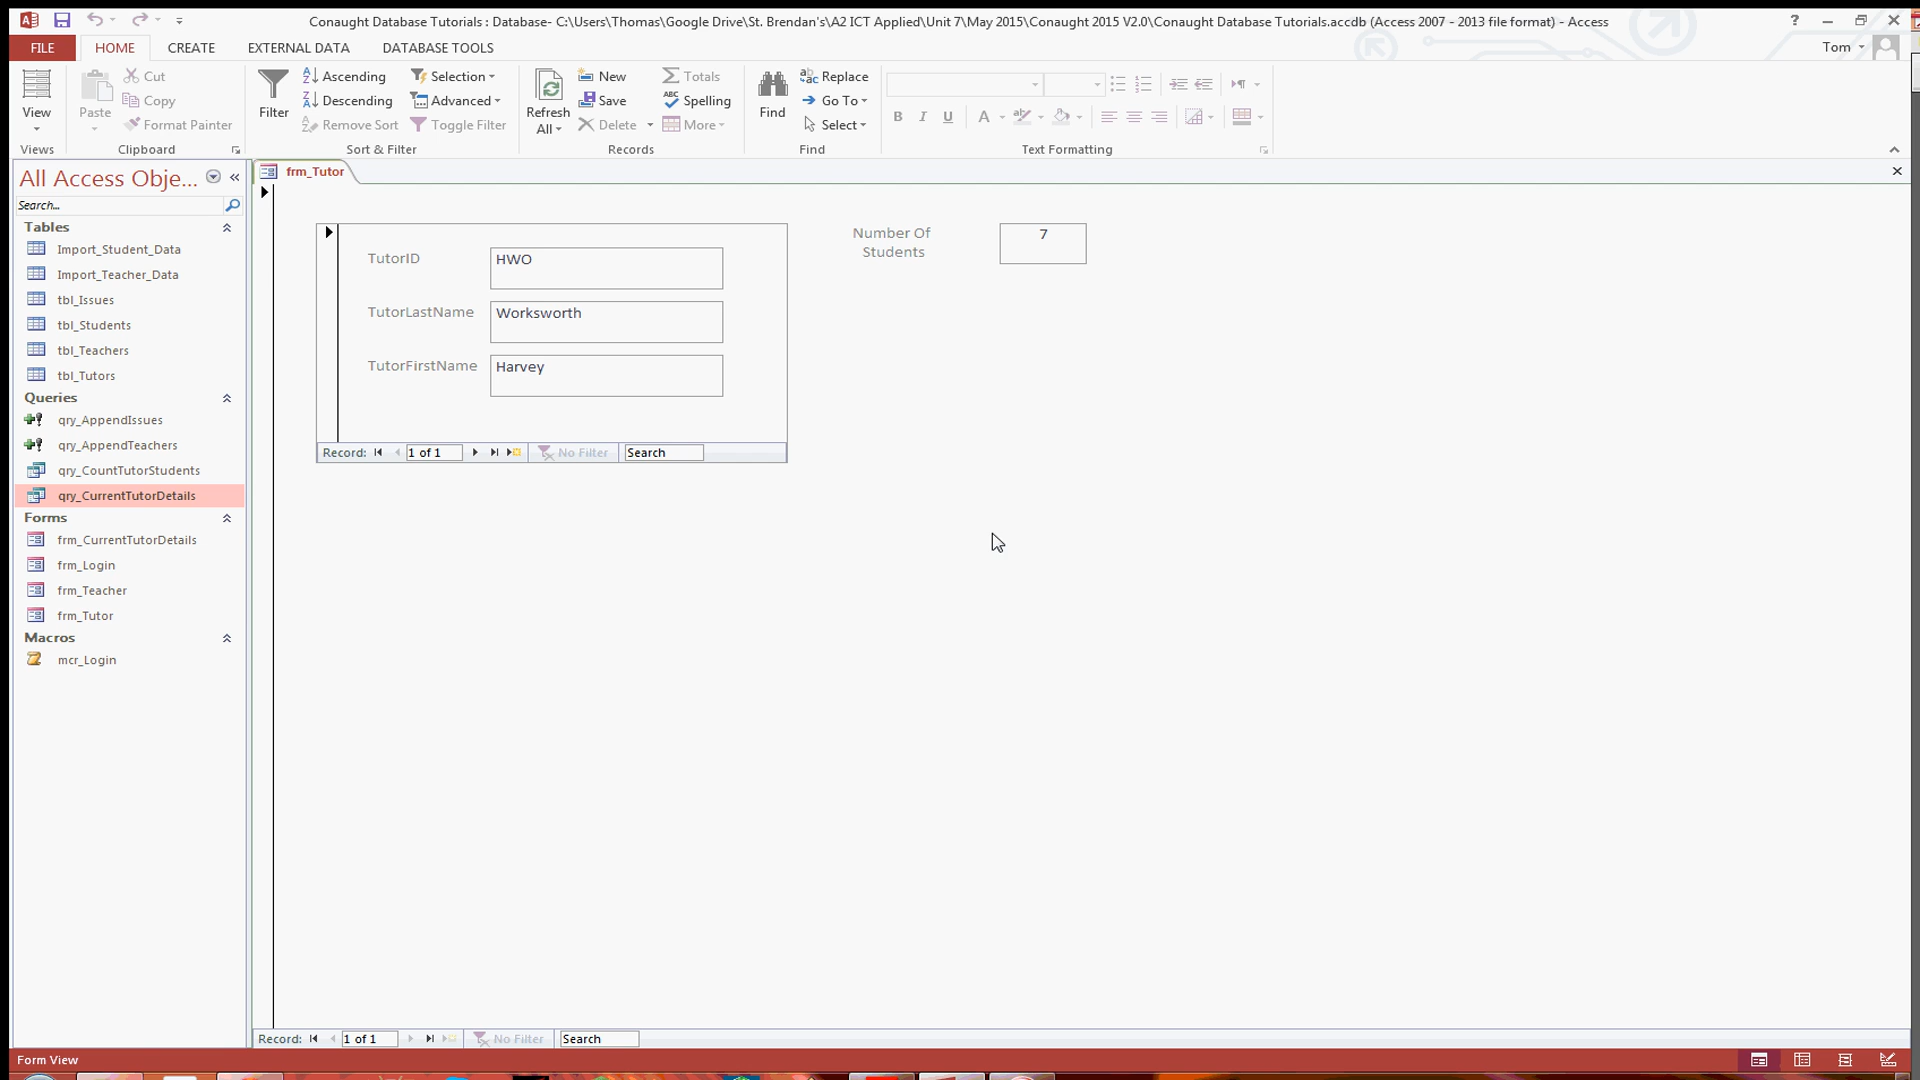 Conaught Database Tutorials : Database- C:\Users\Thomas\Google Drive\St. Brendan's\A2 ICT Applied\Unit 7\May 2015\Conaught 2015 V2.0\Conaught Database Tutorials.accdb (Access 2007 - 2013 file format) - Access
FILE HOME CREATE EXTERNAL DATA DATABASE TOOLS Tom
View
Views
Paste
Cut
Copy
Format Painter
Clipboard
Filter
Ascending
Descending
Remove Sort
Selection
Advanced
Toggle Filter
Sort & Filter
Refresh
All
New
Save
Delete
Totals
Spelling
More
Records
Find
Replace
Go To
Select
Find
B I U A
Text Formatting
All Access Obje...
Search...
Tables
Import_Student_Data
Import_Teacher_Data
tbl_Issues
tbl_Students
tbl_Teachers
tbl_Tutors
Queries
qry_AppendIssues
qry_AppendTeachers
qry_CountTutorStudents
qry_CurrentTutorDetails
Forms
frm_CurrentTutorDetails
frm_Login
frm_Teacher
frm_Tutor
Macros
mcr_Login
frm_Tutor
TutorID HWO
TutorLastName Worksworth
TutorFirstName Harvey
Record: 1 of 1 No Filter Search
Number Of
Students
7
Record: 1 of 1 No Filter Search
Form View